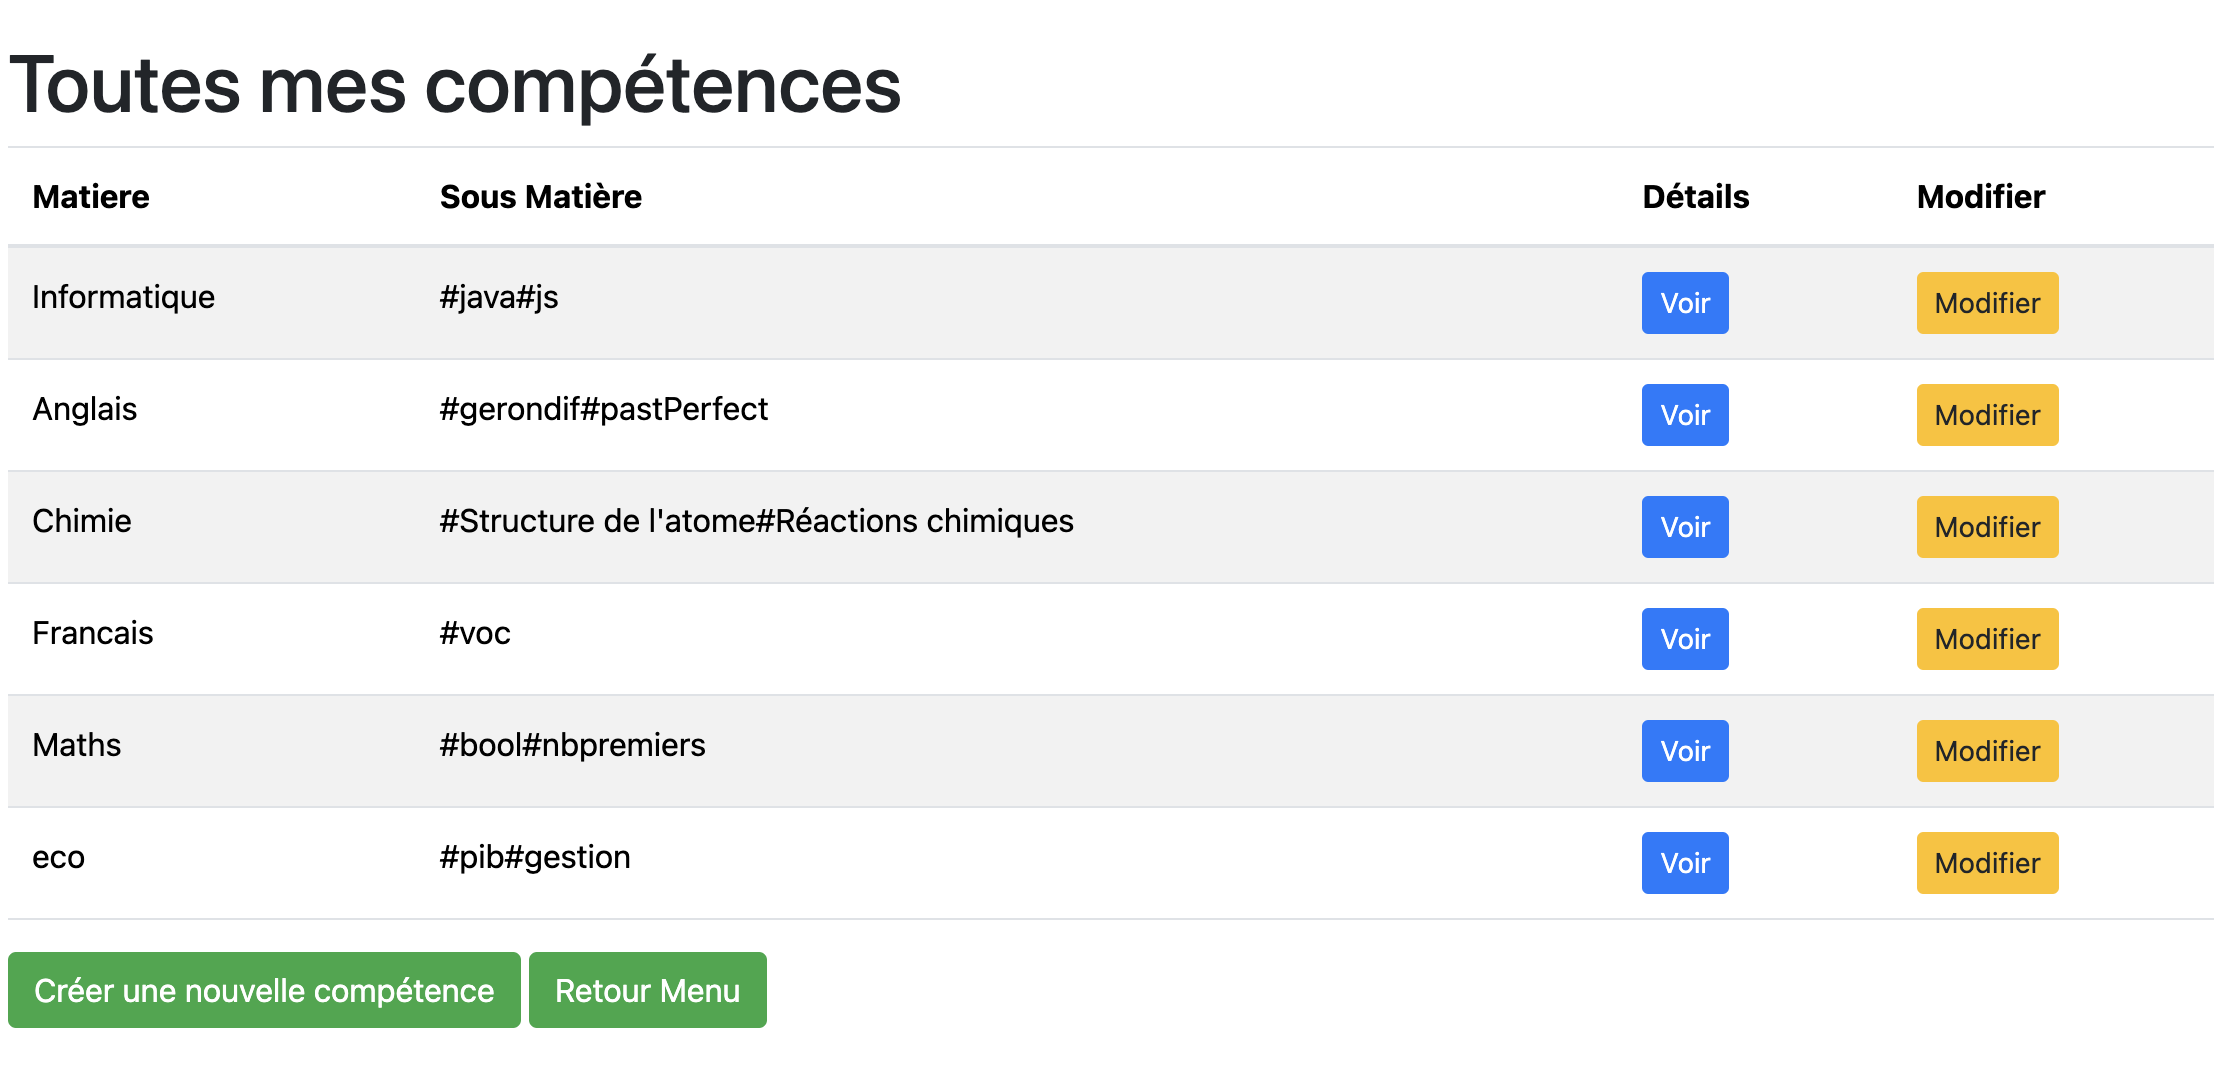 Toutes mes compétences
Matiere Sous Matière Détails Modifier
Informatique #java#js Voir Modifier
Anglais #gerondif#pastPerfect Voir Modifier
Chimie #Structure de l'atome#Réactions chimiques Voir Modifier
Francais #voc Voir Modifier
Maths #bool#nbpremiers Voir Modifier
eco #pib#gestion Voir Modifier
Créer une nouvelle compétence Retour Menu